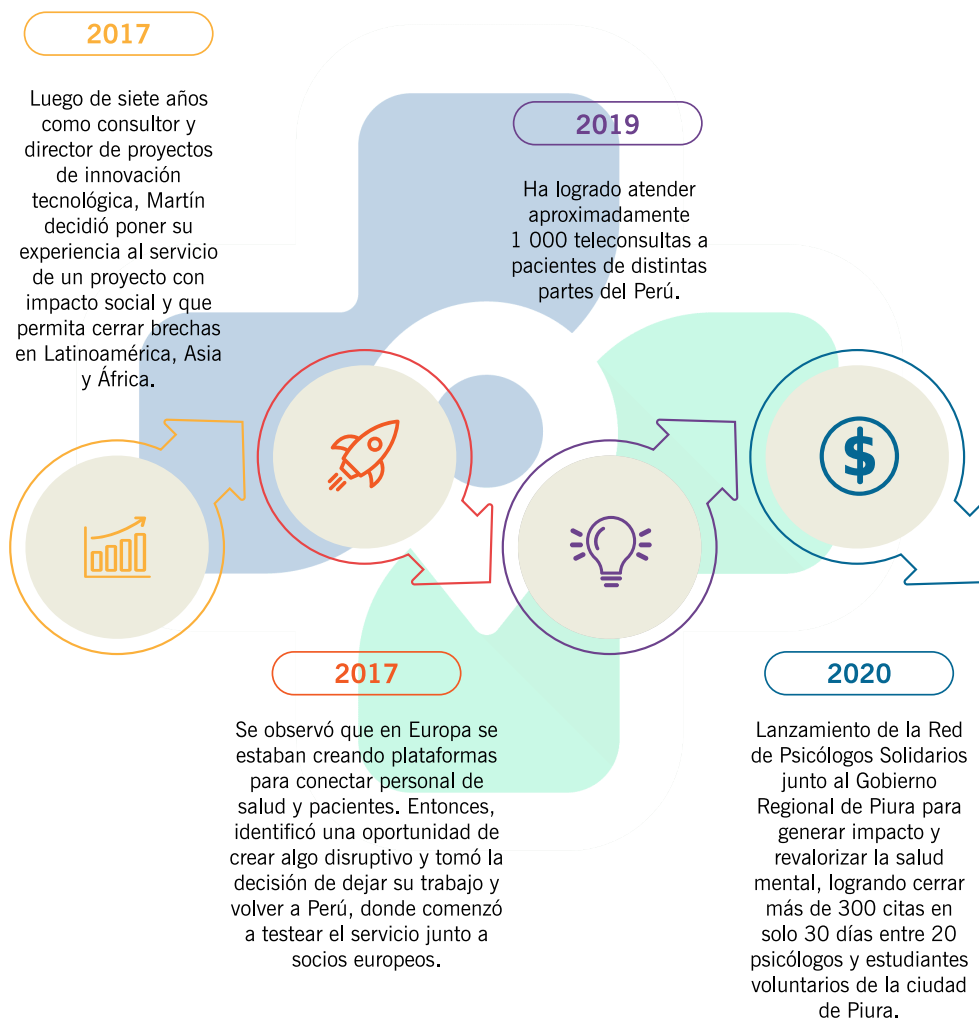 2017
Luego de siete años
como consultor y
director de proyectos
de innovación
tecnológica, Martín
decidió poner su
experiencia al servicio
de un proyecto con
impacto social y que
permita cerrar brechas
en Latinoamérica, Asia
y África.
2017
Se observó que en Europa se
estaban creando plataformas
para conectar personal de
salud y pacientes. Entonces,
identificó una oportunidad de
crear algo disruptivo y tomó la
decisión de dejar su trabajo y
volver a Perú, donde comenzó
a testear el servicio junto a
socios europeos.
2019
Ha logrado atender
aproximadamente
1 000 teleconsultas a
pacientes de distintas
partes del Perú.
$
2020
Lanzamiento de la Red
de Psicólogos Solidarios
junto al Gobierno
Regional de Piura para
generar impacto y
revalorizar la salud
mental, logrando cerrar
más de 300 citas en
solo 30 días entre 20
psicólogos y estudiantes
voluntarios de la ciudad
de Piura.